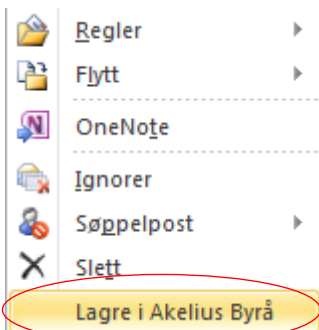 Regler
Flytt
OneNote
Ignorer
Søppelpost
Slett
Lagre i Akelius Byrå